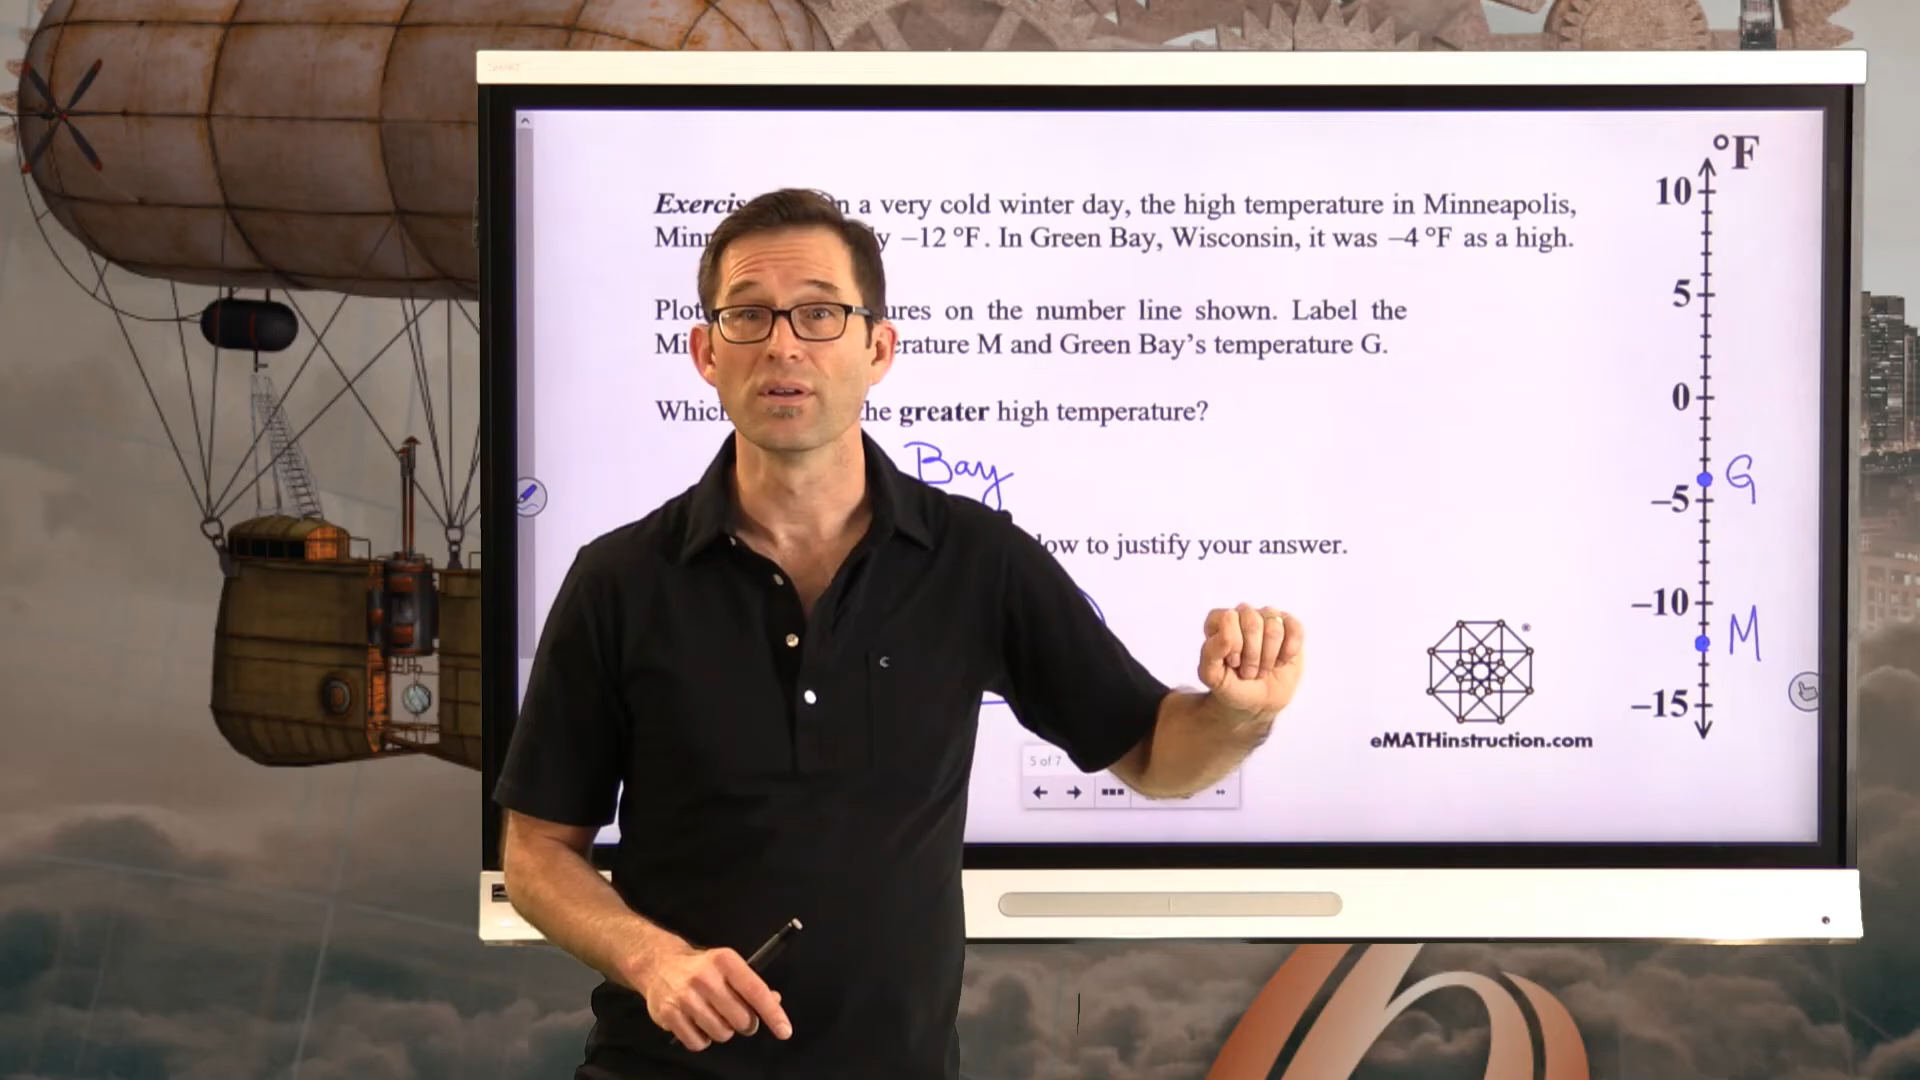 °F
10
Exercis n a very cold winter day, the high temperature in Minneapolis,
Minn y –12 °F. In Green Bay, Wisconsin, it was –4 °F as a high.
5
Plot ures on the number line shown. Label the
Mi erature M and Green Bay's temperature G.
0
Which he greater high temperature?
Bay
G
–5
low to justify your answer.
–10
M
–15
eMATHinstruction.com
5 of 7